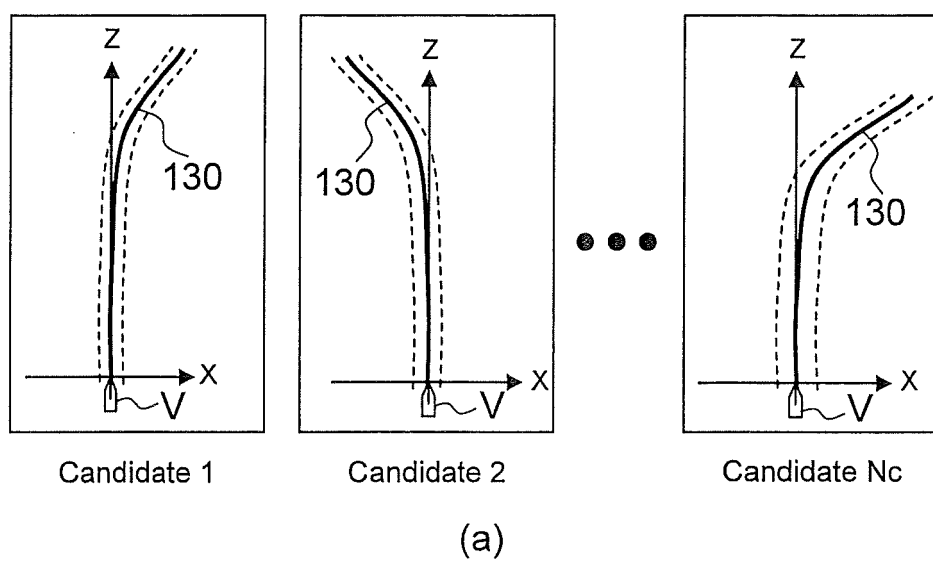 Z
130
X
V
Candidate 1
Z
130
X
V
Candidate 2
Z
130
X
V
Candidate Nc
(a)